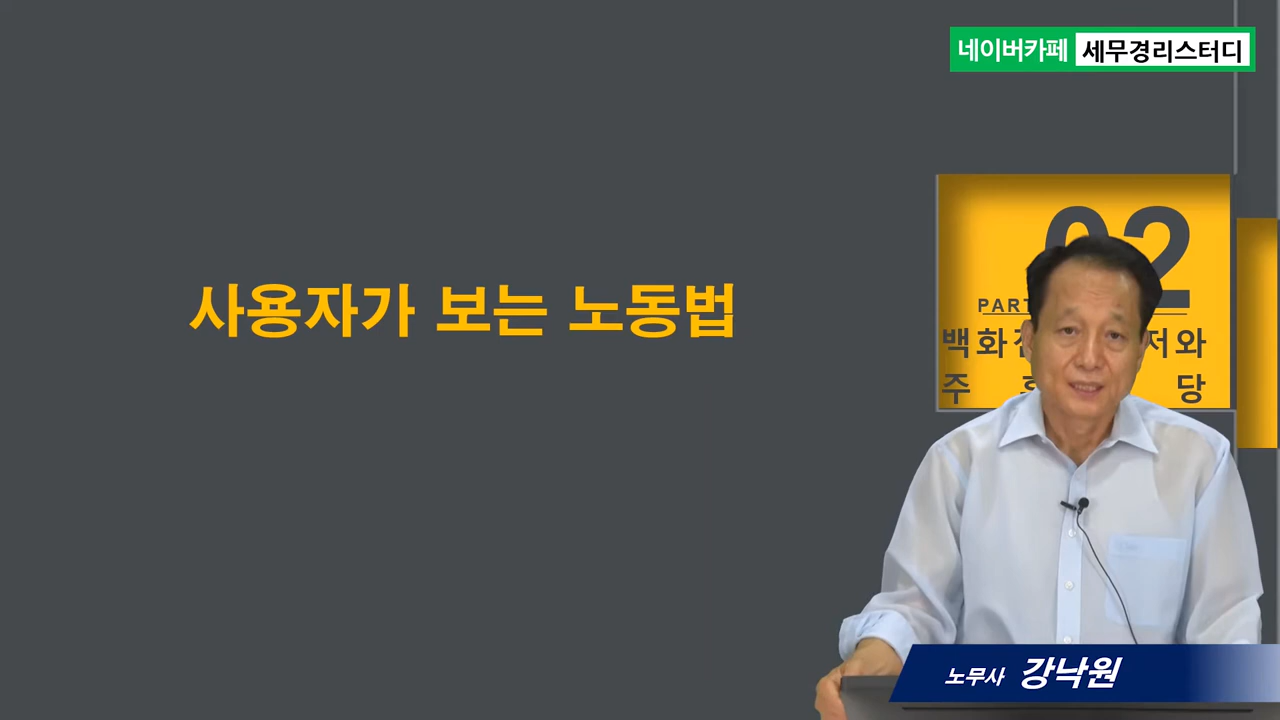 네이버카페 세무경리스터디
사용자가 보는 노동법
02
PART
백화 저와
주 당
노무사 강낙원